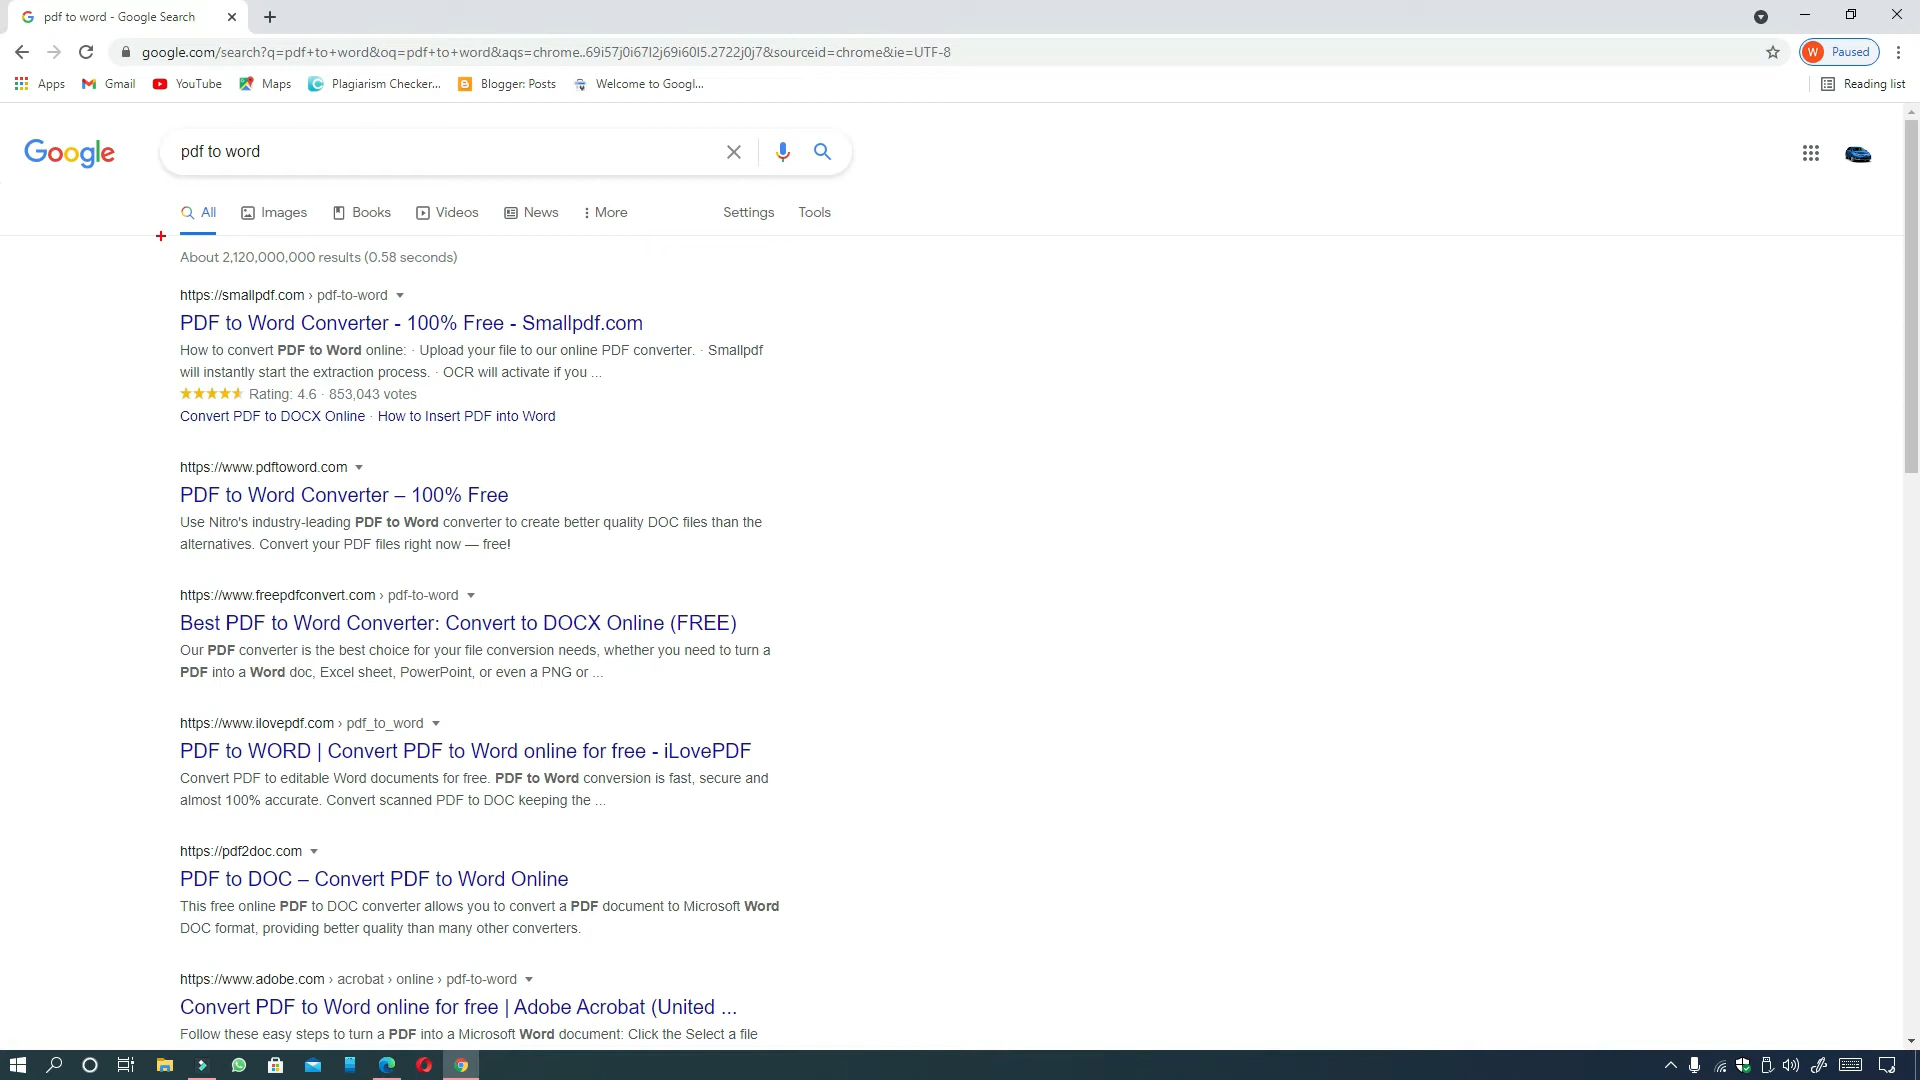 pdf to word - Google Search
google.com/search?q=pdf+to+word&oq=pdf+to+word&aqs=chrome..69i57j0i67l2j69i60l5.2722j0j7&sourceid=chrome&ie=UTF-8
W Paused
Apps Gmail YouTube Maps Plagiarism Checker... Blogger: Posts Welcome to Googl... Reading list
Google
pdf to word
All Images Books Videos News More Settings Tools
About 2,120,000,000 results (0.58 seconds)
https://smallpdf.com › pdf-to-word
PDF to Word Converter - 100% Free - Smallpdf.com
How to convert PDF to Word online: · Upload your file to our online PDF converter. · Smallpdf
will instantly start the extraction process. · OCR will activate if you ...
Rating: 4.6 · 853,043 votes
Convert PDF to DOCX Online · How to Insert PDF into Word
https://www.pdftoword.com
PDF to Word Converter – 100% Free
Use Nitro's industry-leading PDF to Word converter to create better quality DOC files than the
alternatives. Convert your PDF files right now — free!
https://www.freepdfconvert.com › pdf-to-word
Best PDF to Word Converter: Convert to DOCX Online (FREE)
Our PDF converter is the best choice for your file conversion needs, whether you need to turn a
PDF into a Word doc, Excel sheet, PowerPoint, or even a PNG or ...
https://www.ilovepdf.com › pdf_to_word
PDF to WORD | Convert PDF to Word online for free - iLovePDF
Convert PDF to editable Word documents for free. PDF to Word conversion is fast, secure and
almost 100% accurate. Convert scanned PDF to DOC keeping the ...
https://pdf2doc.com
PDF to DOC – Convert PDF to Word Online
This free online PDF to DOC converter allows you to convert a PDF document to Microsoft Word
DOC format, providing better quality than many other converters.
https://www.adobe.com › acrobat › online › pdf-to-word
Convert PDF to Word online for free | Adobe Acrobat (United ...
Follow these easy steps to turn a PDF into a Microsoft Word document: Click the Select a file